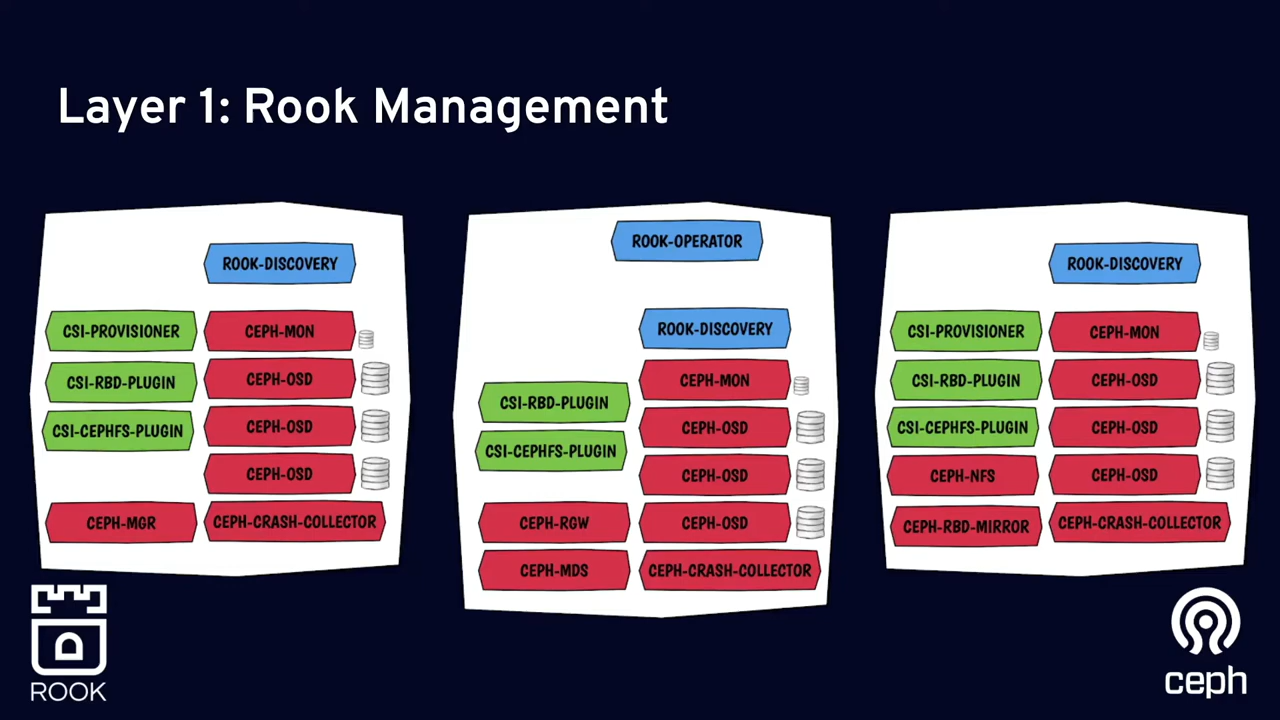 Layer 1: Rook Management
ROOK-DISCOVERY
CSI-PROVISIONER
CEPH-MON
CSI-RBD-PLUGIN
CEPH-OSD
CSI-CEPHFS-PLUGIN
CEPH-OSD
CEPH-OSD
CEPH-MGR
CEPH-CRASH-COLLECTOR
ROOK-OPERATOR
ROOK-DISCOVERY
CEPH-MON
CSI-RBD-PLUGIN
CEPH-OSD
CSI-CEPHFS-PLUGIN
CEPH-OSD
CEPH-RGW
CEPH-OSD
CEPH-MDS
CEPH-CRASH-COLLECTOR
ROOK-DISCOVERY
CSI-PROVISIONER
CEPH-MON
CSI-RBD-PLUGIN
CEPH-OSD
CSI-CEPHFS-PLUGIN
CEPH-OSD
CEPH-NFS
CEPH-OSD
CEPH-RBD-MIRROR
CEPH-CRASH-COLLECTOR
ROOK
ceph